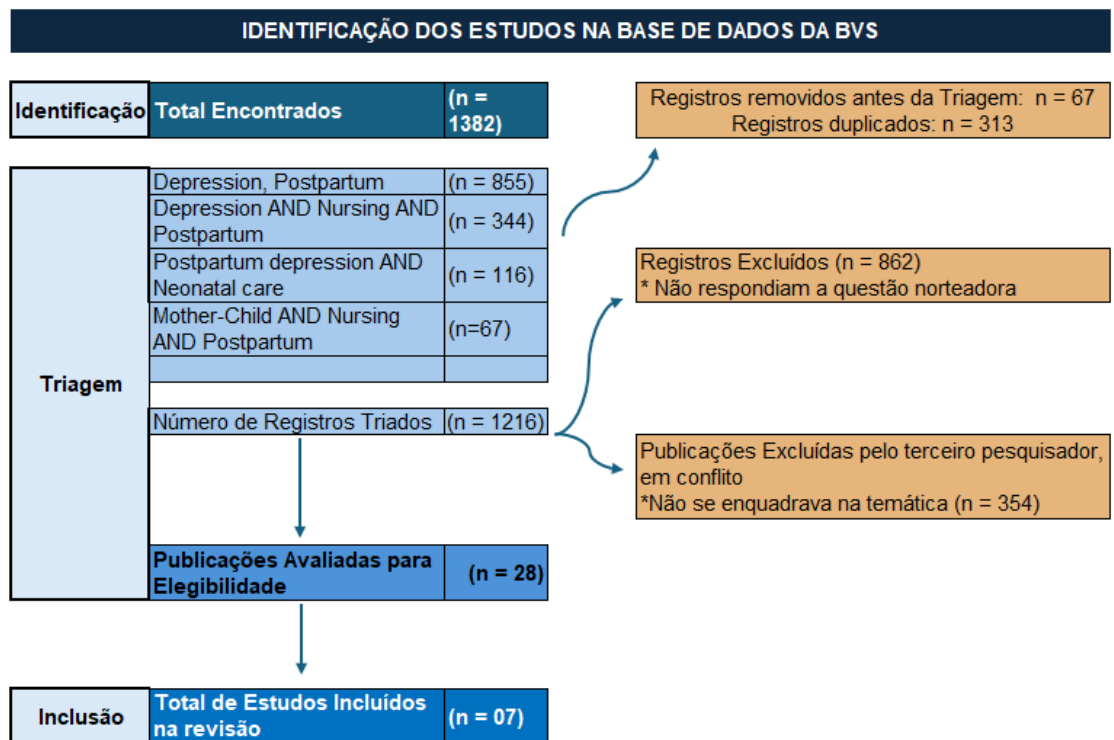 IDENTIFICAÇÃO DOS ESTUDOS NA BASE DE DADOS DA BVS
Identificação
Total Encontrados
(n =
1382)
Registros removidos antes da Triagem: n = 67
Registros duplicados: n = 313
Triagem
Depression, Postpartum
(n = 855)
Depression AND Nursing AND
Postpartum
(n = 344)
Postpartum depression AND
Neonatal care
(n = 116)
Mother-Child AND Nursing
AND Postpartum
(n=67)
Registros Excluídos (n = 862)
* Não respondiam a questão norteadora
Número de Registros Triados
(n = 1216)
Publicações Excluídas pelo terceiro pesquisador,
em conflito
*Não se enquadrava na temática (n = 354)
Publicações Avaliadas para
Elegibilidade
(n = 28)
Inclusão
Total de Estudos Incluídos
na revisão
(n = 07)